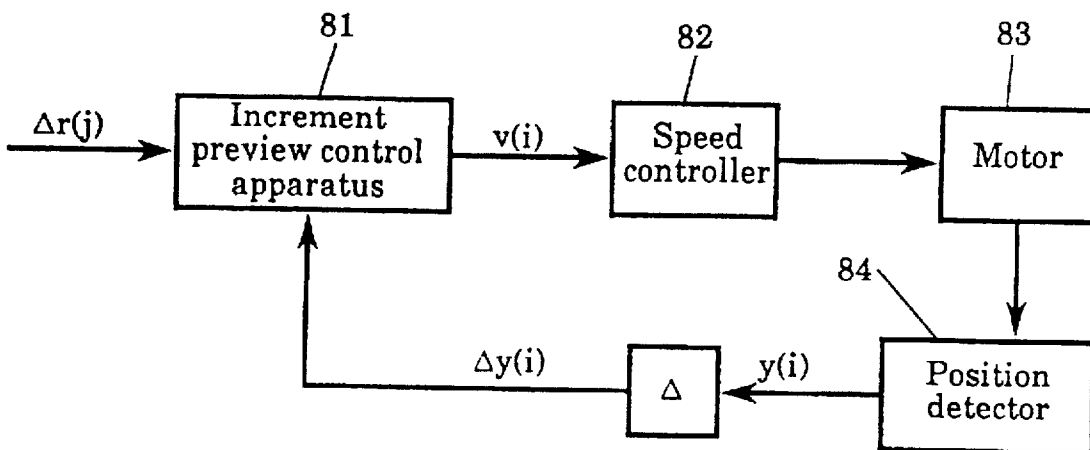 81
82
83
Δr(j)
Increment
preview control
apparatus
v(i)
Speed
controller
Motor
84
Δy(i)
Δ
y(i)
Position
detector